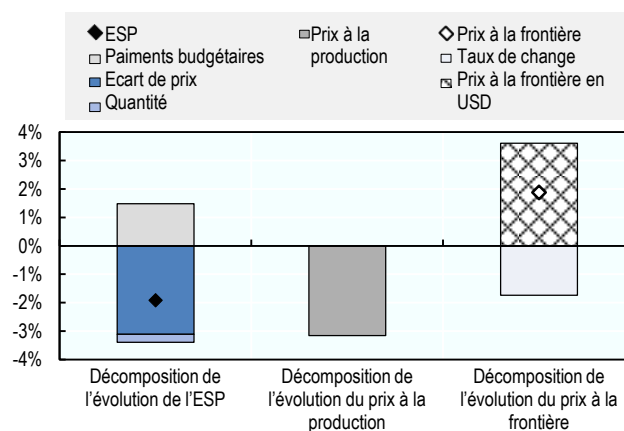 ESP
Paiments budgétaires
Ecart de prix
Quantité
Prix à la
production
Prix à la frontière
Taux de change
Prix à la frontière en
USD
4%
3%
2%
1%
0%
-1%
-2%
-3%
-4%
Décomposition de
l'évolution de l'ESP
Décomposition de
l'évolution du prix à la
production
Décomposition de
l'évolution du prix à la
frontière